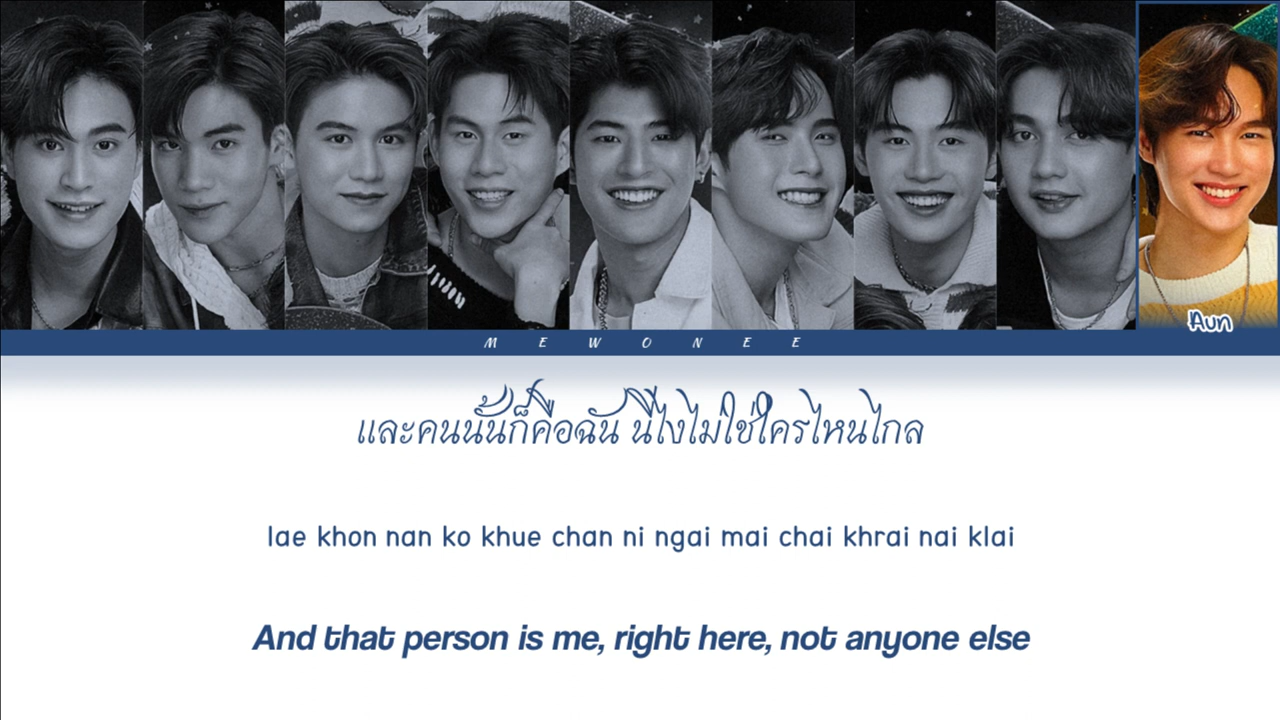 Aun
MEWONEE
และคนนั้นก็คือฉัน นี่ไงไม่ใช่ใครไหนไกล
lae khon nan ko khue chan ni ngai mai chai khrai nai klai
And that person is me, right here, not anyone else